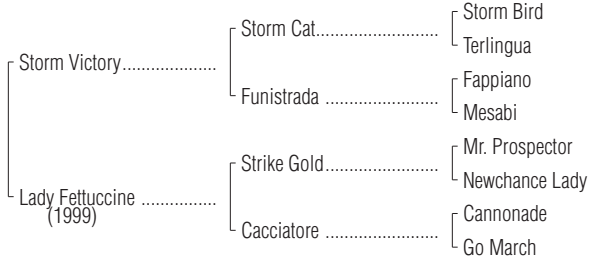 Storm Bird
Storm Cat..............................
Terlingua
Storm Victory.....................
Fappiano
Funistrada ...........................
Mesabi
Mr. Prospector
Strike Gold...........................
Newchance Lady
Lady Fettuccine .................
(1999)
Cannonade
Cacciatore ...........................
Go March